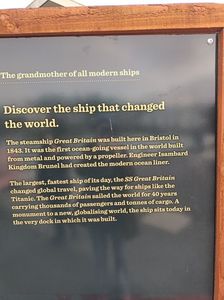 The grandmother of all modern ships
Discover the ship that changed
the world.
The steamship Great Britain was built here in Bristol in
1843. It was the first ocean-going vessel in the world built
from metal and powered by a propeller. Engineer Isambard
Kingdom Brunel had created the modern ocean liner.
The largest, fastest ship of its day, the SS Great Britain
changed global travel, paving the way for ships like the
Titanic. The Great Britain sailed the world for 40 years
carrying thousands of passengers and tonnes of cargo. A
monument to a new, globalising world, the ship sits today in
the very dock in which it was built.